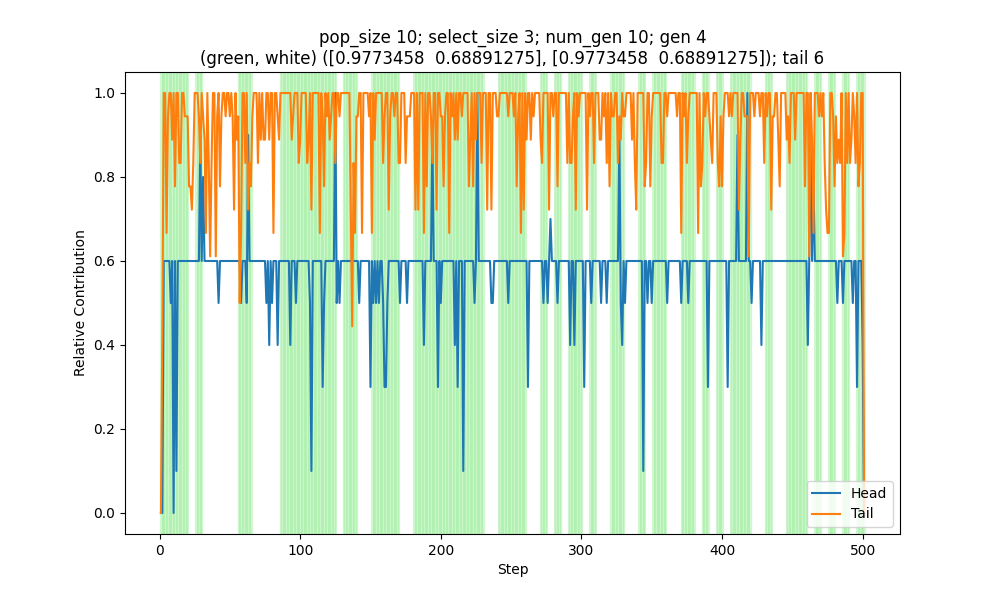 pop_size 10; select_size 3; num_gen 10; gen 4
(green, white) ([0.9773458  0.68891275], [0.9773458  0.68891275]); tail 6
1.0
0.8
0.6
0.4
0.2
0.0
Relative Contribution
0 100 200 300 400 500
Step
Head
Tail